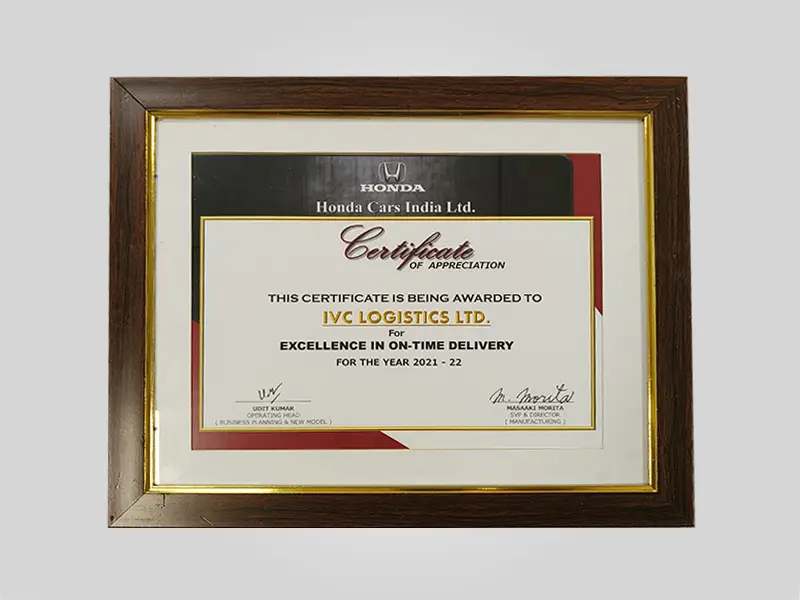 HONDA
Honda Cars India Ltd.
Certificate
OF APPRECIATION
THIS CERTIFICATE IS BEING AWARDED TO
IVC LOGISTICS LTD.
For
EXCELLENCE IN ON-TIME DELIVERY
FOR THE YEAR 2021 - 22
M. Morita
UDIT KUMAR
OPERATING HEAD
( BUSINESS PLANNING & NEW MODEL )
MASAAKI MORITA
SVP & DIRECTOR
( MANUFACTURING )